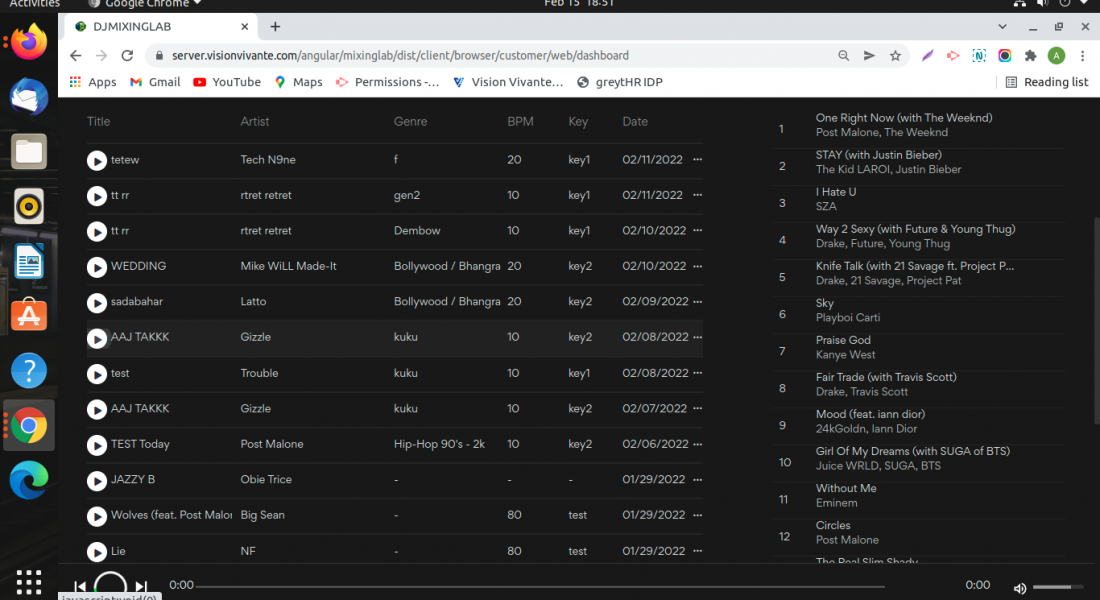 Activities
Google Chrome
Feb 15 18:51
DJMIXINGLAB
server.visionvivante.com/angular/mixinglab/dist/client/browser/customer/web/dashboard
A
Apps
Gmail
YouTube
Maps
Permissions -...
Vision Vivante...
greytHR IDP
Reading list
Title Artist Genre BPM Key Date
tetew Tech N9ne f 20 key1 02/11/2022 ...
tt rr rtret retret gen2 10 key1 02/11/2022 ...
tt rr rtret retret Dembow 10 key1 02/10/2022 ...
WEDDING Mike WiLL Made-It Bollywood / Bhangra 20 key2 02/10/2022 ...
sadabahar Latto Bollywood / Bhangra 20 key2 02/09/2022 ...
AAJ TAKKK Gizzle kuku 10 key2 02/08/2022 ...
test Trouble kuku 10 key1 02/08/2022 ...
AAJ TAKKK Gizzle kuku 10 key2 02/07/2022 ...
TEST Today Post Malone Hip-Hop 90's - 2k 10 key2 02/06/2022 ...
JAZZY B Obie Trice - - - 01/29/2022 ...
Wolves (feat. Post Malo Big Sean - 80 test 01/29/2022 ...
Lie NF - 80 test 01/29/2022 ...
1 One Right Now (with The Weeknd)
Post Malone, The Weeknd
2 STAY (with Justin Bieber)
The Kid LAROI, Justin Bieber
3 I Hate U
SZA
4 Way 2 Sexy (with Future & Young Thug)
Drake, Future, Young Thug
5 Knife Talk (with 21 Savage ft. Project P...
Drake, 21 Savage, Project Pat
6 Sky
Playboi Carti
7 Praise God
Kanye West
8 Fair Trade (with Travis Scott)
Drake, Travis Scott
9 Mood (feat. iann dior)
24kGoldn, Iann Dior
10 Girl Of My Dreams (with SUGA of BTS)
Juice WRLD, SUGA, BTS
11 Without Me
Eminem
12 Circles
Post Malone
The Real Slim Shady
0:00 0:00
javascript:void(0)